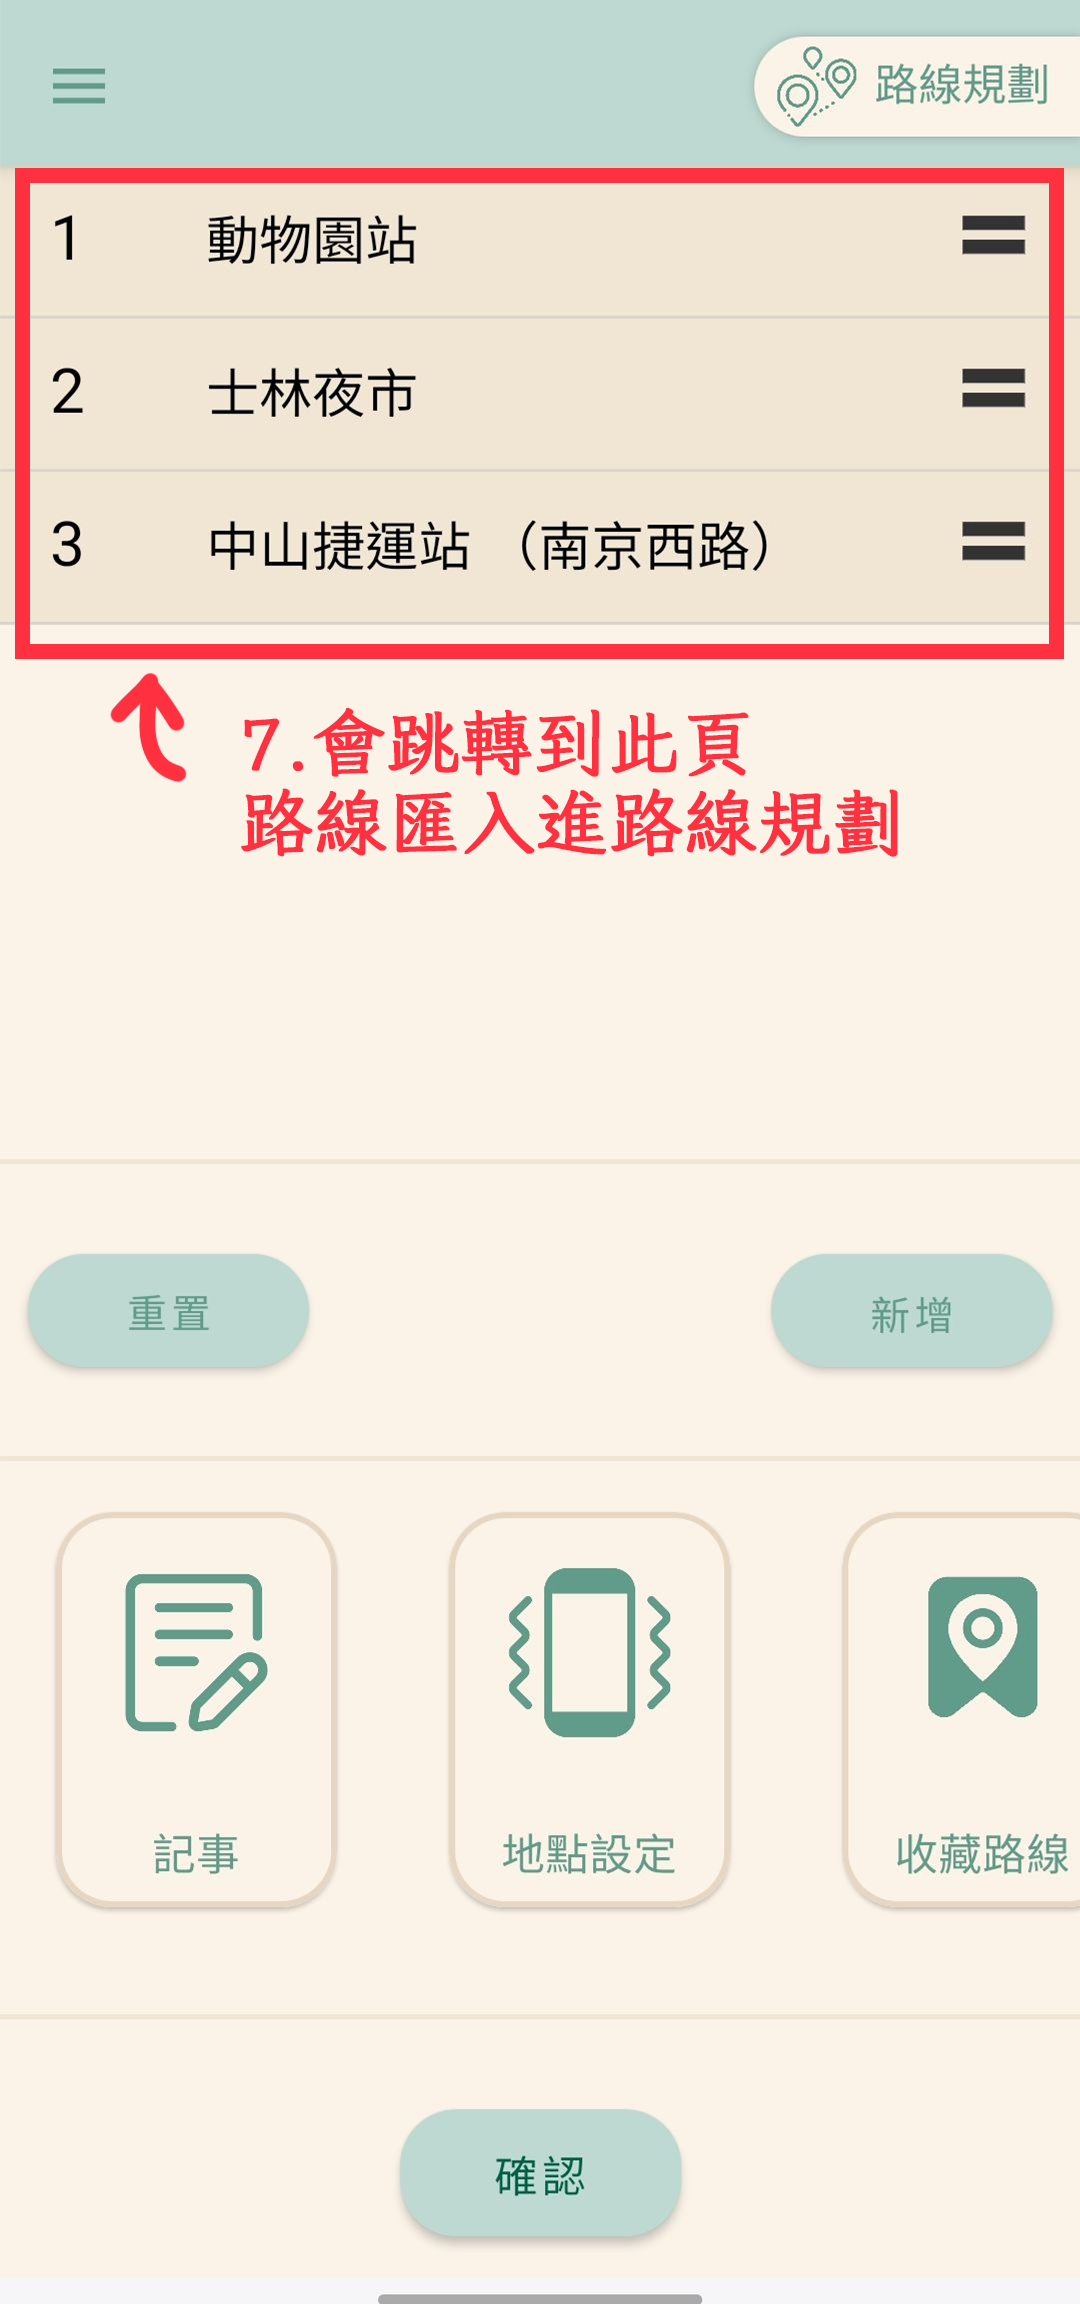 路線規劃
1 動物園站
2 士林夜市
3 中山捷運站 （南京西路）
7.會跳轉到此頁
路線匯入進路線規劃
重置 新增
記事 地點設定 收藏路線
確認